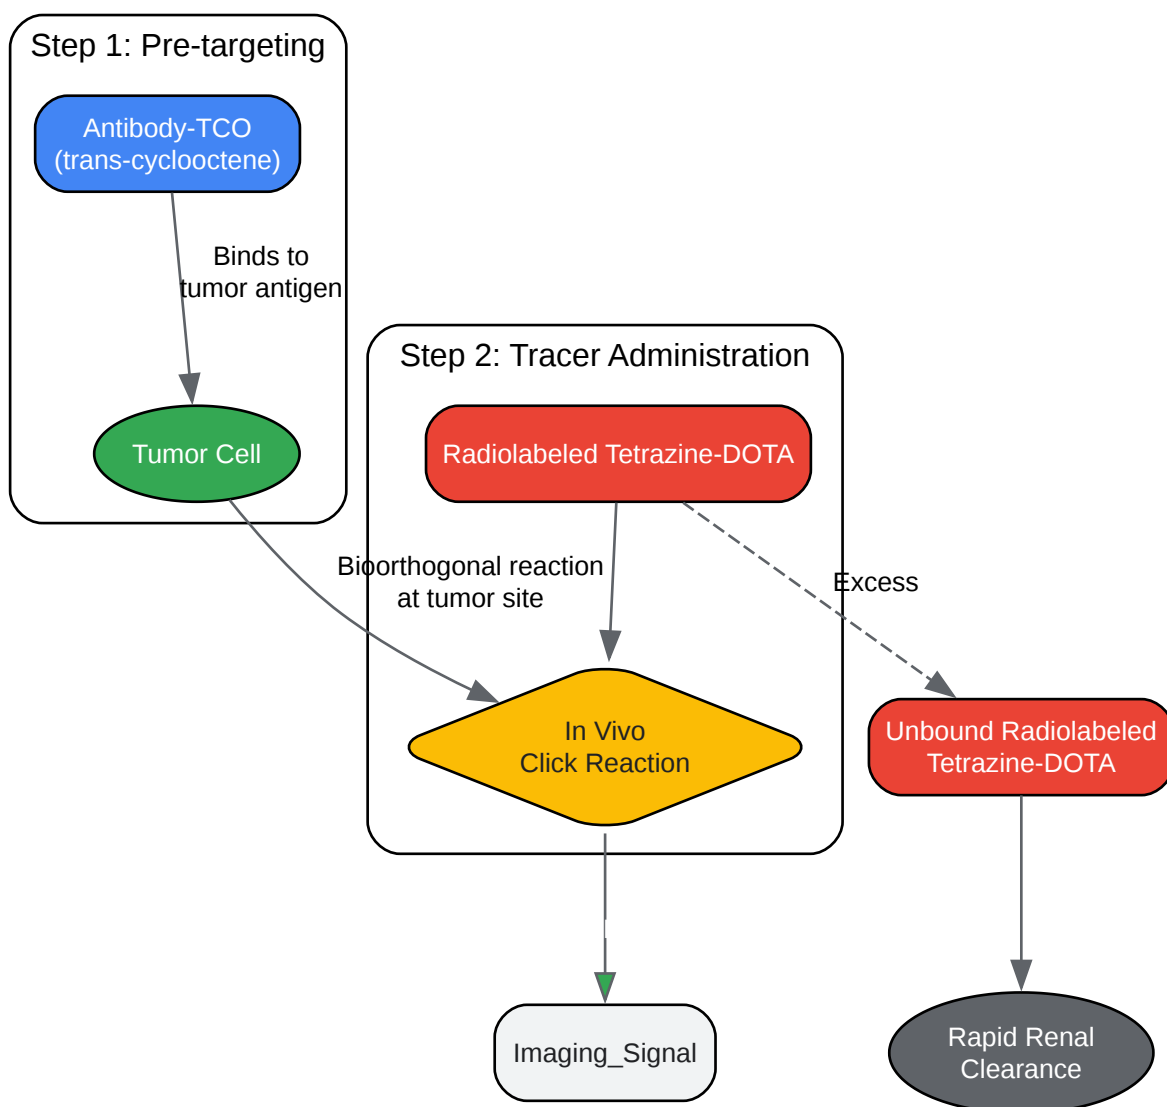 Step 1: Pre-targeting
Antibody-TCO
(trans-cyclooctene)
Binds to
tumor antigen
Tumor Cell
Step 2: Tracer Administration
Radiolabeled Tetrazine-DOTA
Bioorthogonal reaction
at tumor site
Excess
In Vivo
Click Reaction
Unbound Radiolabeled
Tetrazine-DOTA
Imaging_Signal
Rapid Renal
Clearance